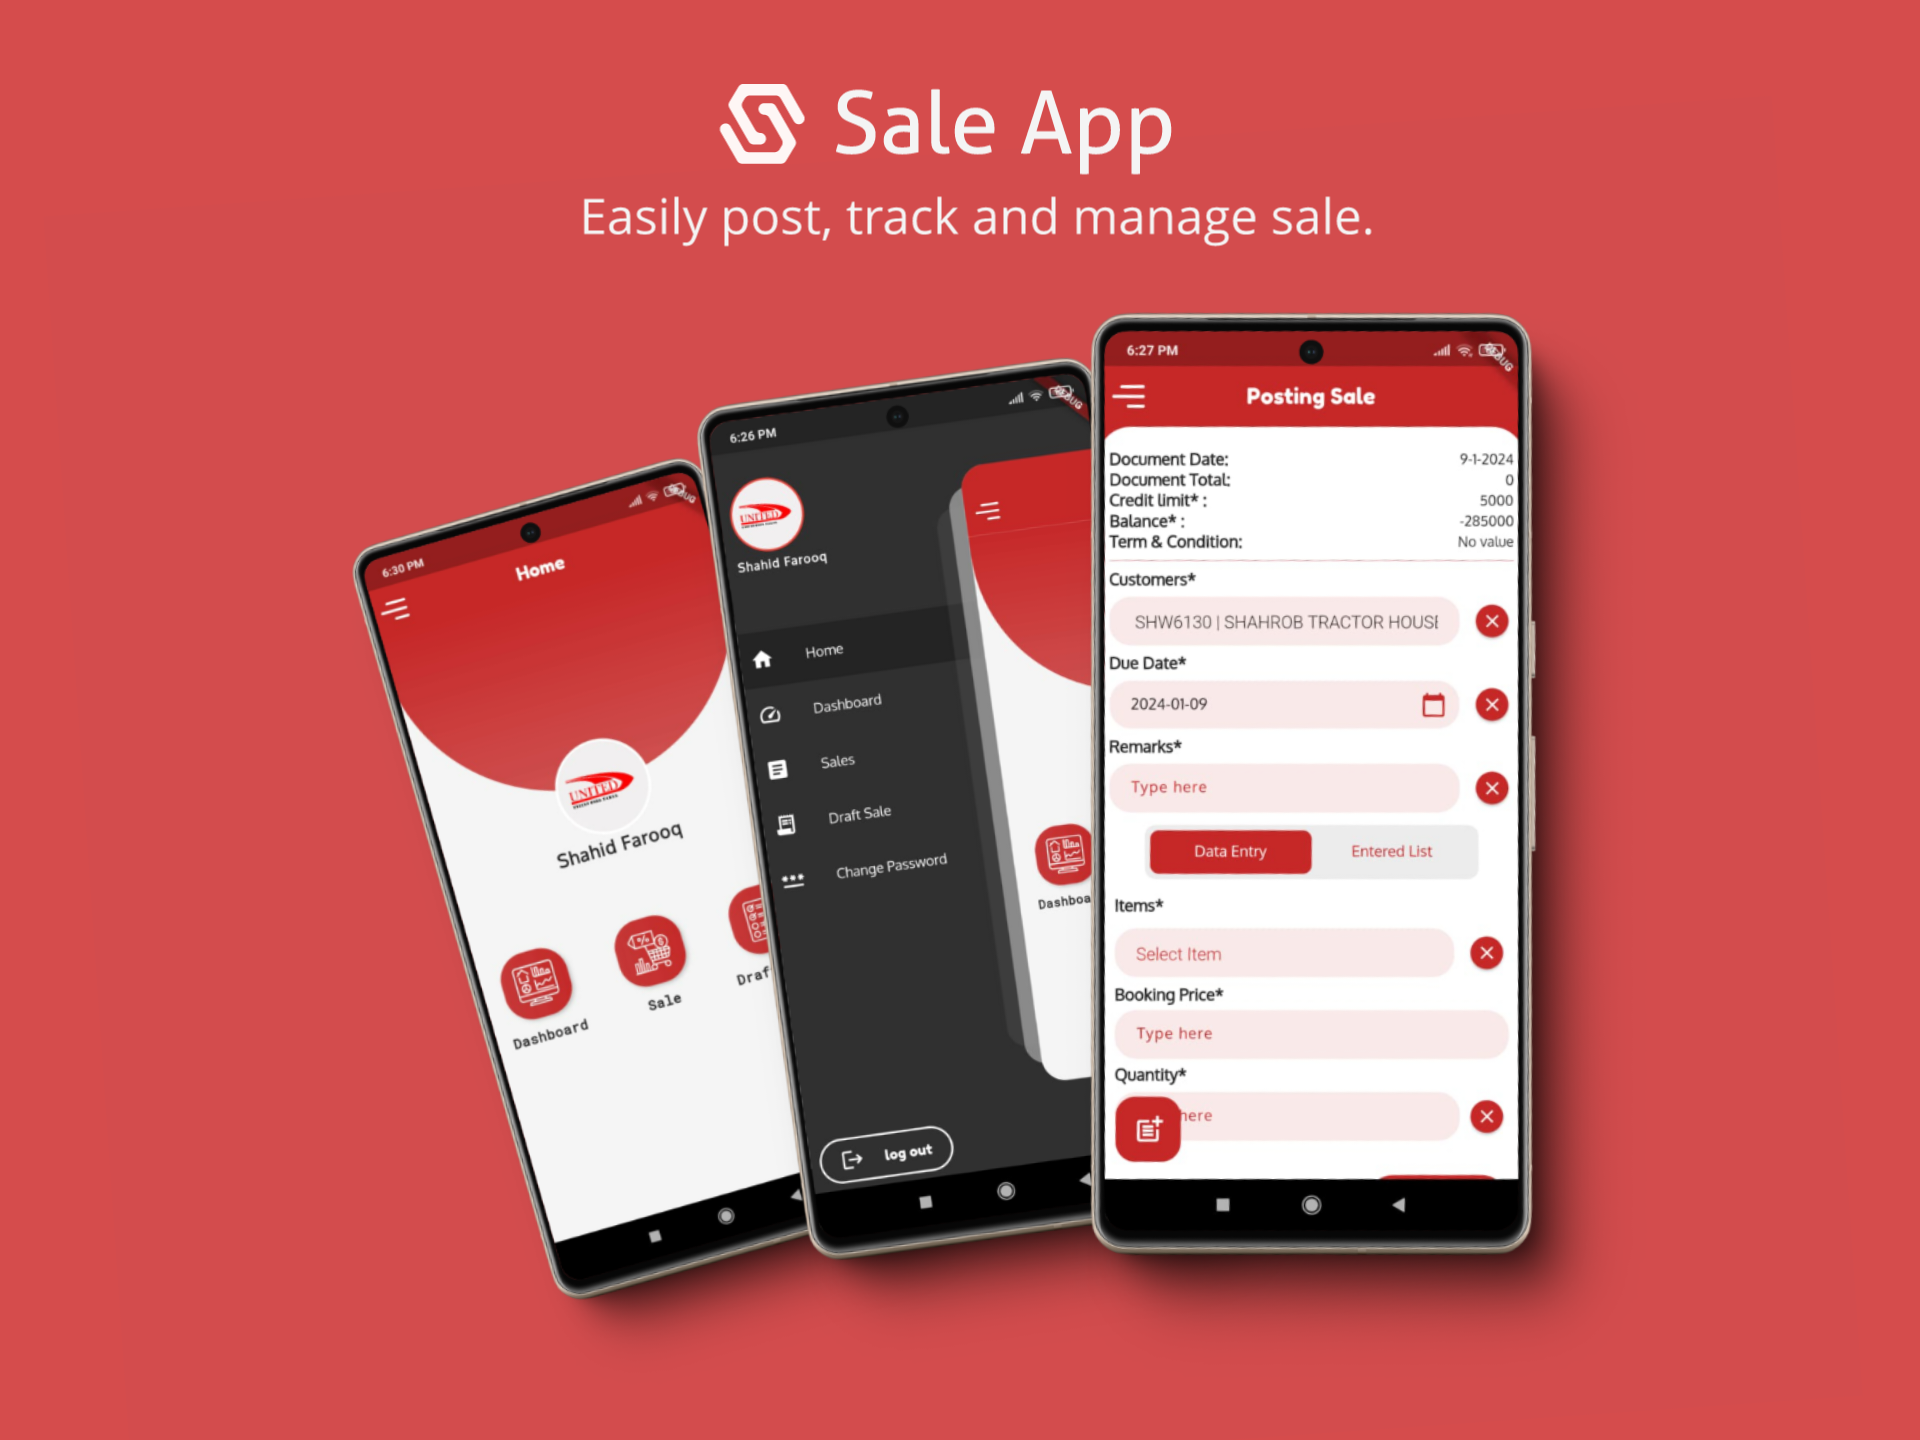 Sale App
Easily post, track and manage sale.
6:30 PM
Home
UNITED
Shahid Farooq
Dashboard
Sale
Draf
6:26 PM
UNITED
Shahid Farooq
Home
Dashboard
Sales
Draft Sale
Change Password
Dashboa
log out
6:27 PM
Posting Sale
Document Date: 9-1-2024
Document Total: 0
Credit limit* : 5000
Balance* : -285000
Term & Condition: No value
Customers*
SHW6130 | SHAHROB TRACTOR HOUSE
Due Date*
2024-01-09
Remarks*
Type here
Data Entry Entered List
Items*
Select Item
Booking Price*
Type here
Quantity*
here